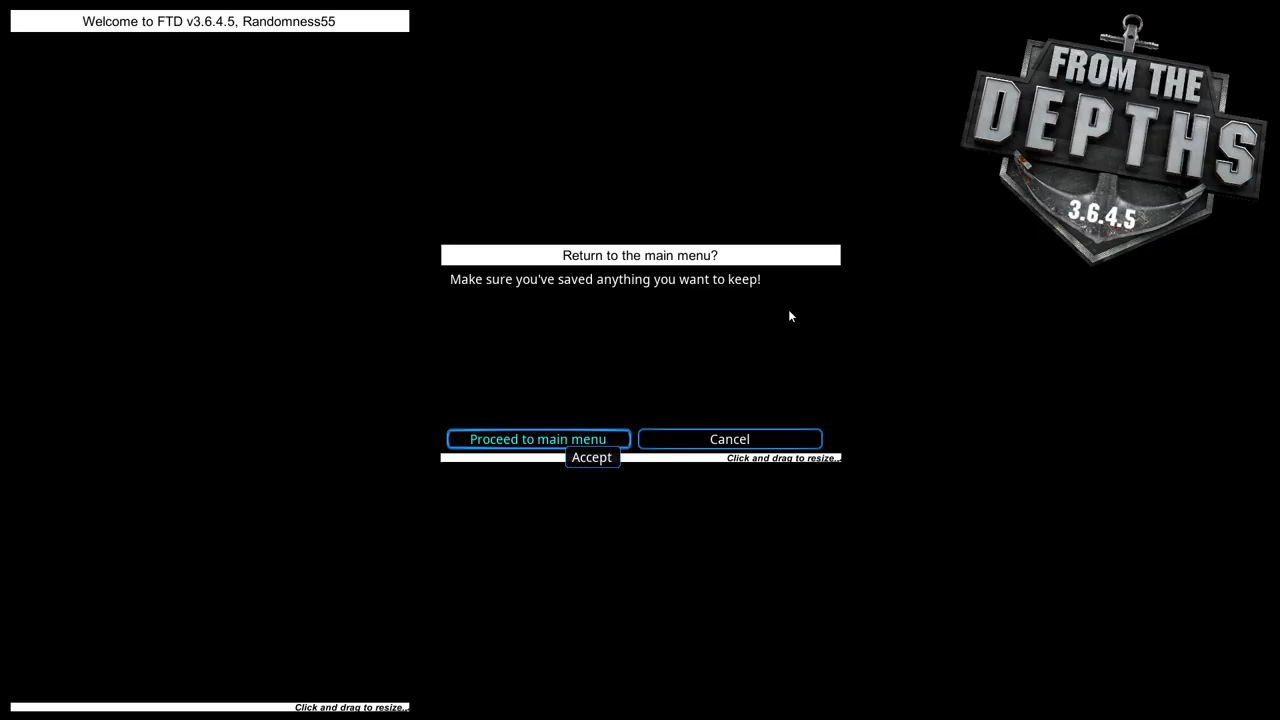 Welcome to FTD v3.6.4.5, Randomness55
FROM THE
DEPTHS
3.6.4.5
Return to the main menu?
Make sure you've saved anything you want to keep!
Proceed to main menu
Cancel
Accept
Click and drag to resize..
Click and drag to resize..